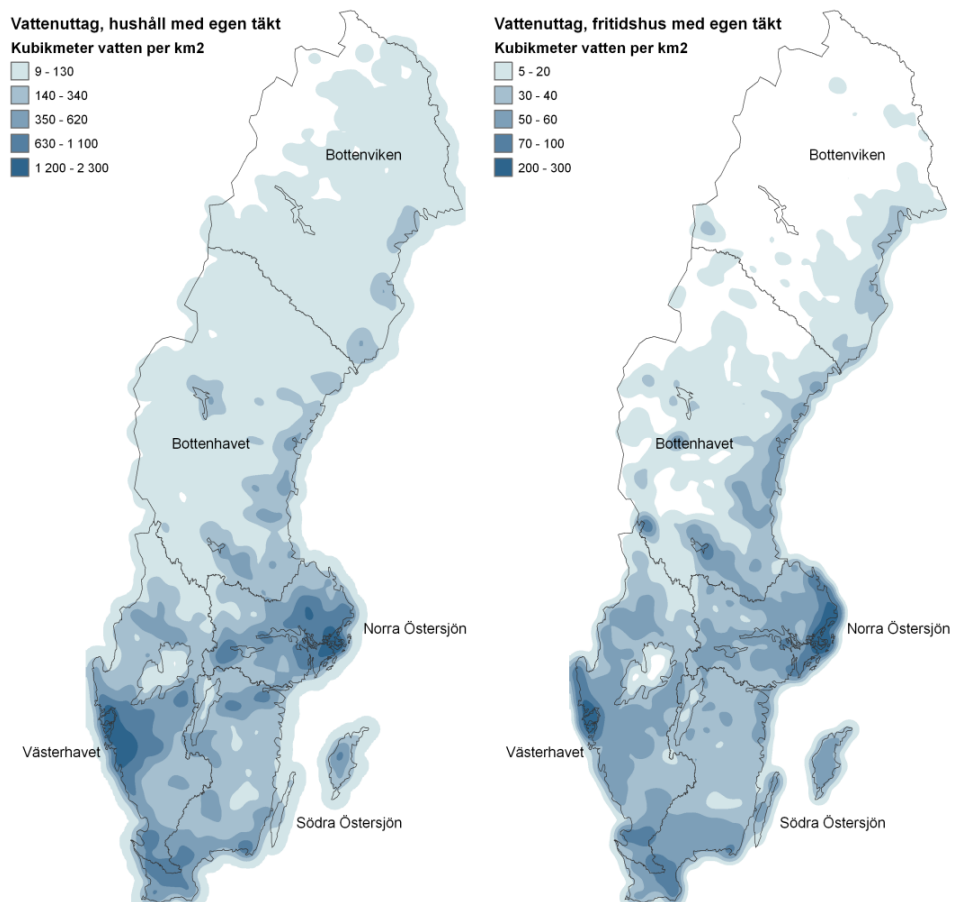 Vattenuttag, hushåll med egen täkt
Kubikmeter vatten per km2
9 - 130
140 - 340
350 - 620
630 - 1 100
1 200 - 2 300
Bottenviken
Bottenhavet
Norra Östersjön
Västerhavet
Södra Östersjön
Vattenuttag, fritidshus med egen täkt
Kubikmeter vatten per km2
5 - 20
30 - 40
50 - 60
70 - 100
200 - 300
Bottenviken
Bottenhavet
Norra Östersjön
Västerhavet
Södra Östersjön